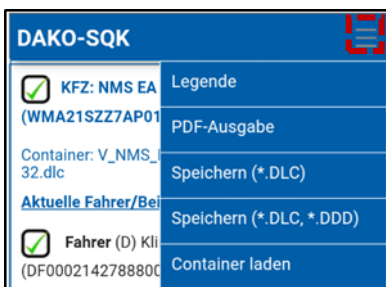 DAKO-SQK
KFZ: NMS EA
(WMA21SZZ7AP01
Container: V_NMS_
32.dlc
Aktuelle Fahrer/Bei
Fahrer (D) Kli
(DF000214278880
Legende
PDF-Ausgabe
Speichern (*.DLC)
Speichern (*.DLC, *.DDD)
Container laden